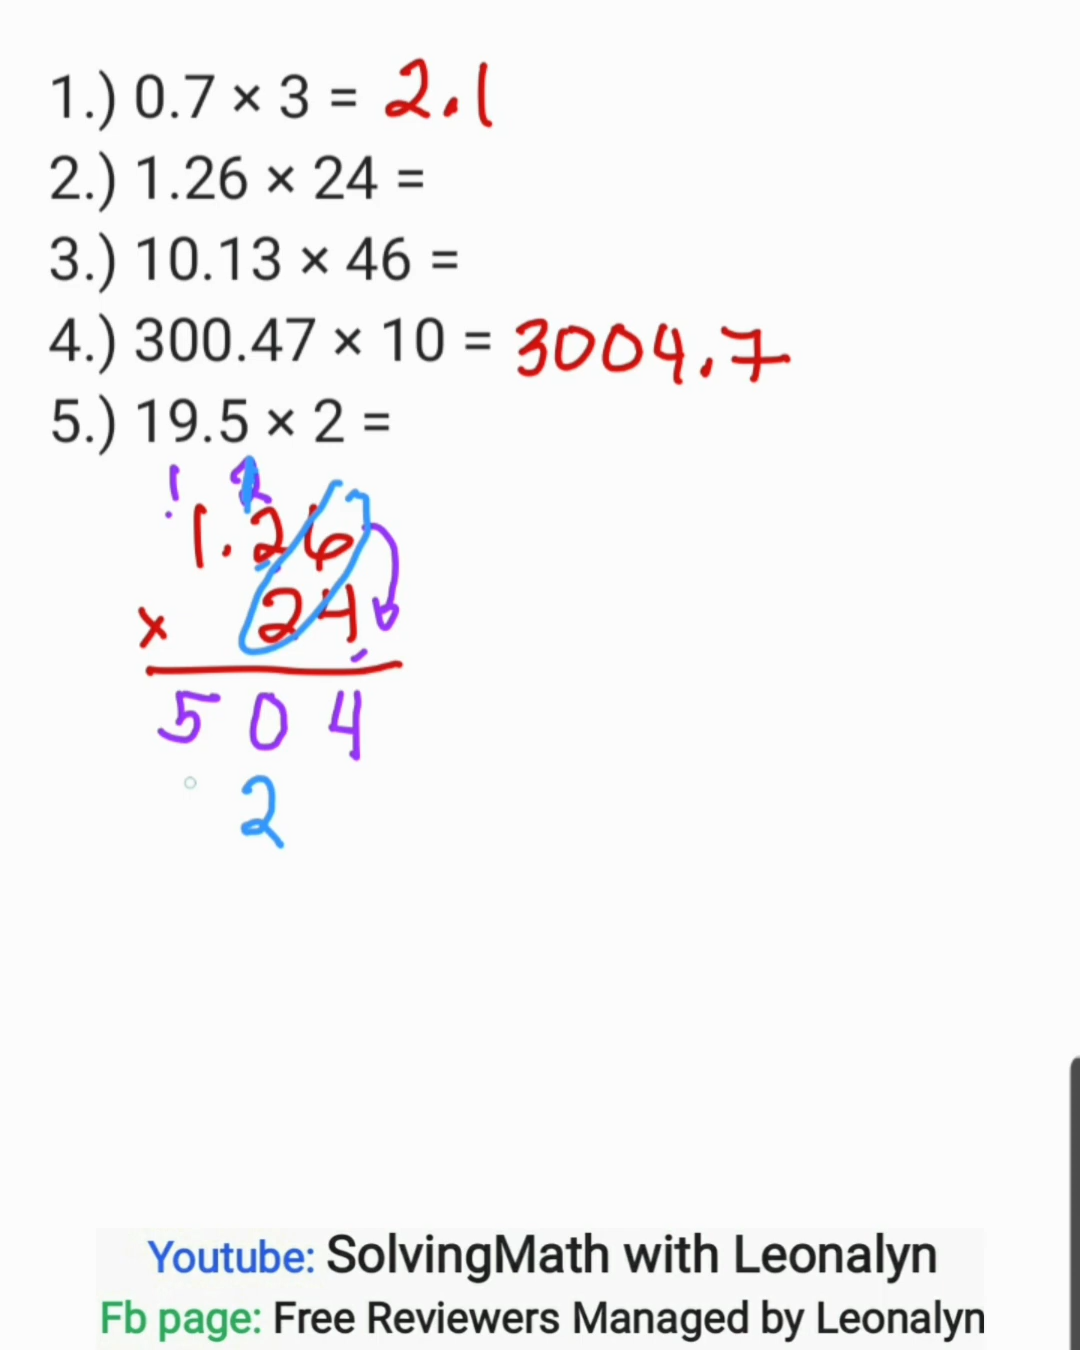 1.) 0.7 × 3 = 2.1
2.) 1.26 × 24 =
3.) 10.13 × 46 =
4.) 300.47 × 10 = 3004.7
5.) 19.5 × 2 =
1.26
× 24
504
2
Youtube: SolvingMath with Leonalyn
Fb page: Free Reviewers Managed by Leonalyn